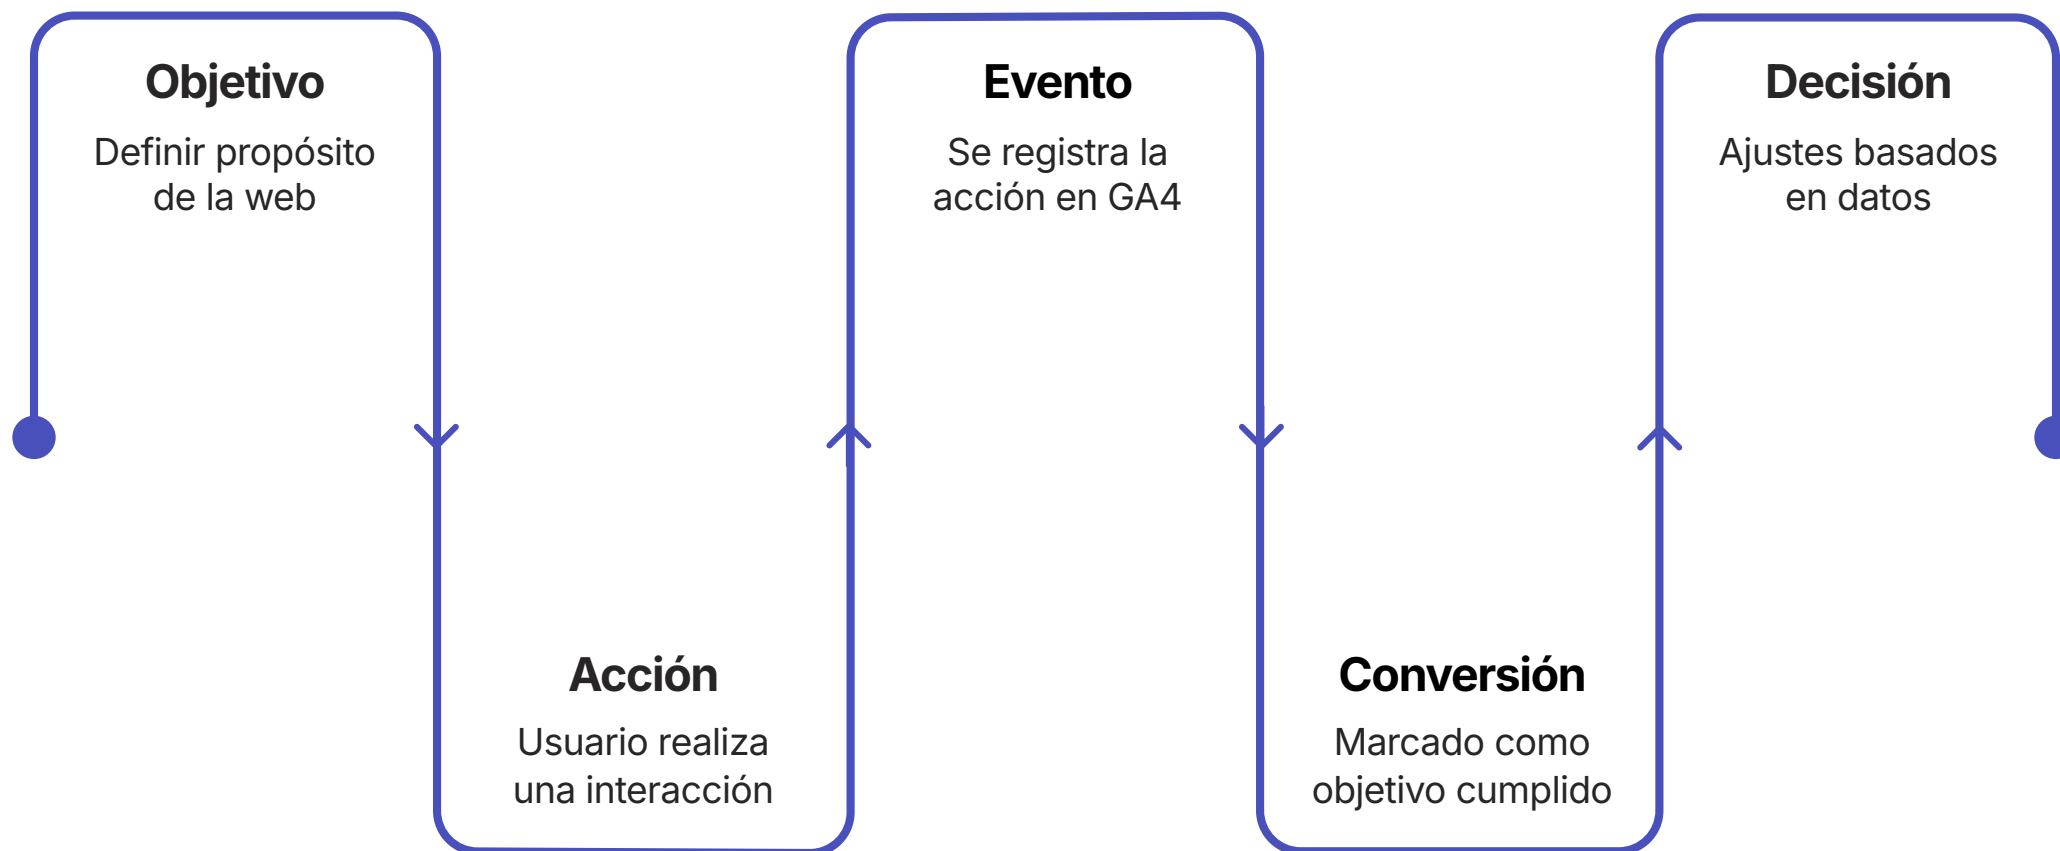 Objetivo
Definir propósito
de la web
Acción
Usuario realiza
una interacción
Evento
Se registra la
acción en GA4
Conversión
Marcado como
objetivo cumplido
Decisión
Ajustes basados
en datos